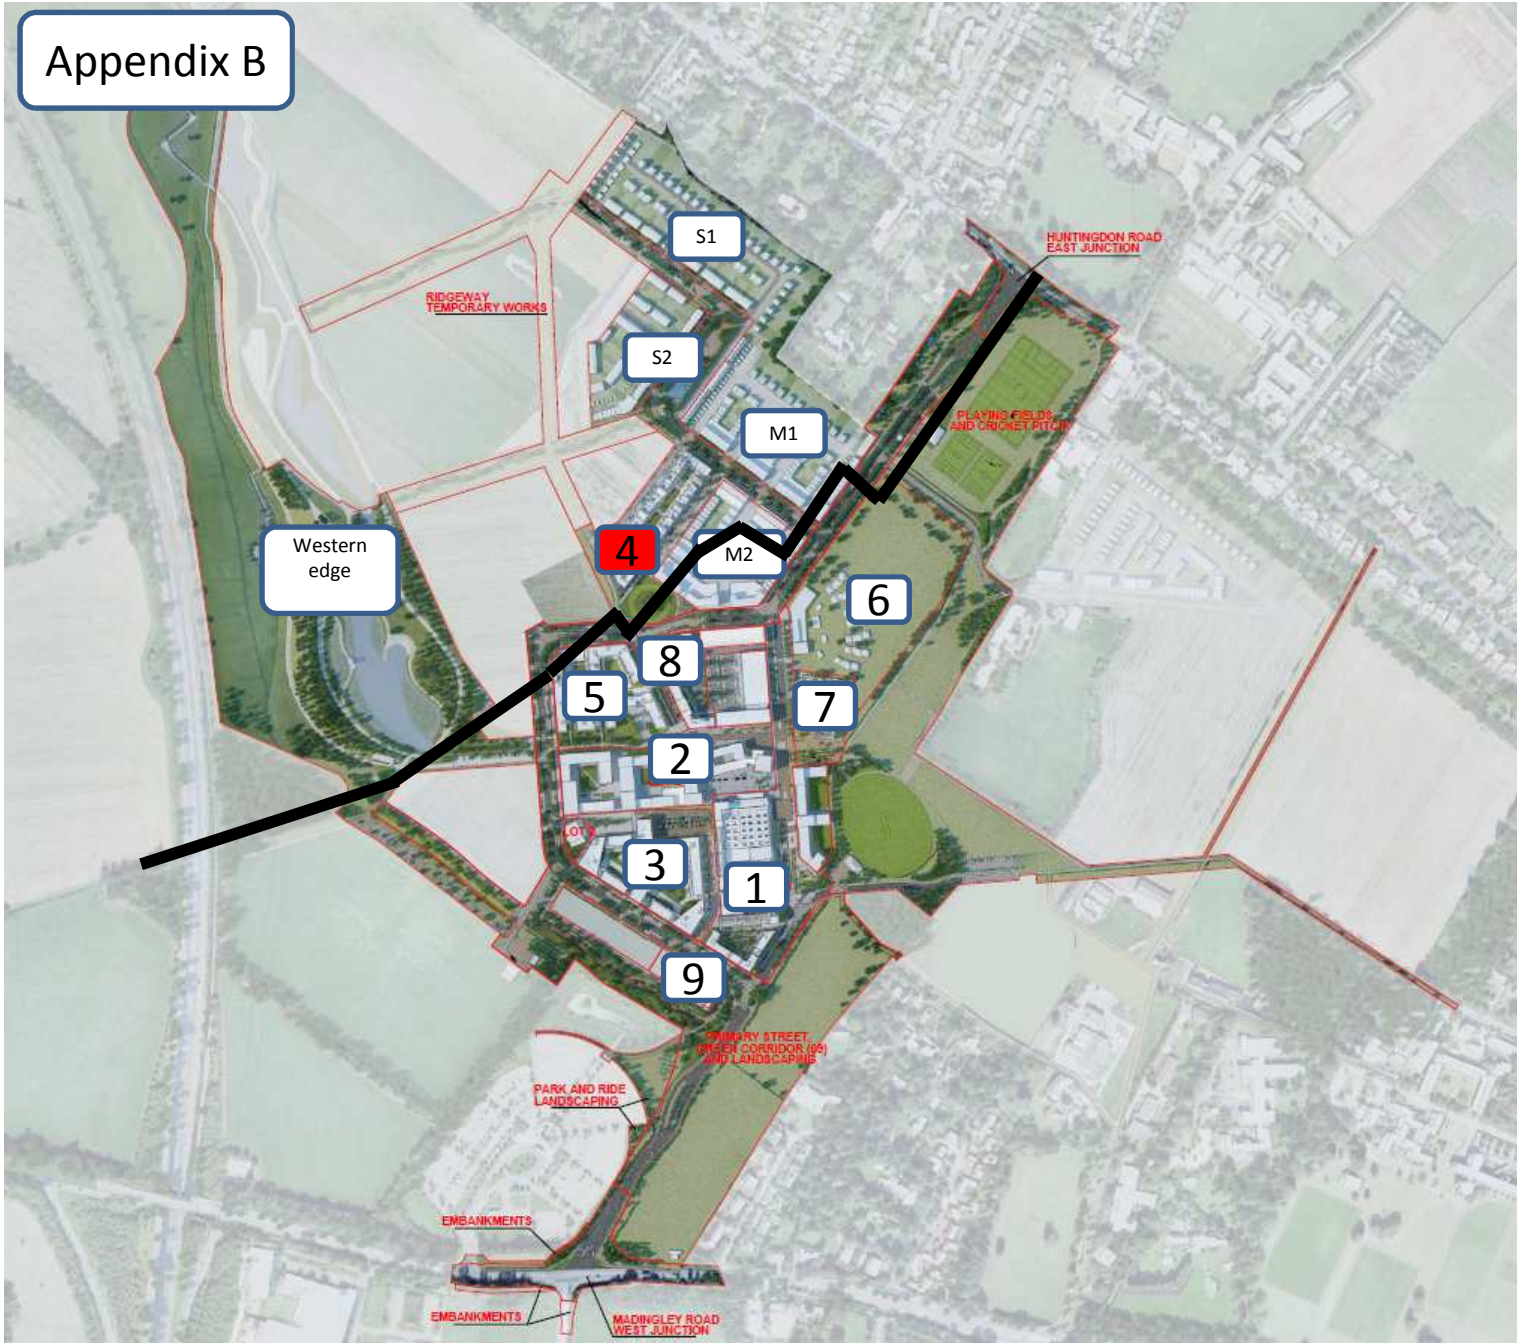 Appendix B
S1
HUNTINGDON ROAD
EAST JUNCTION
RIDGEWAY
TEMPORARY WORKS
S2
PLAYING FIELDS
AND CRICKET PITCH
M1
Western
edge
4
M2
6
8
5
7
2
LOT 2
3
1
9
PRIMARY STREET,
GREEN CORRIDOR (09)
AND LANDSCAPING
PARK AND RIDE
LANDSCAPING
EMBANKMENTS
EMBANKMENTS
MADINGLEY ROAD
WEST JUNCTION